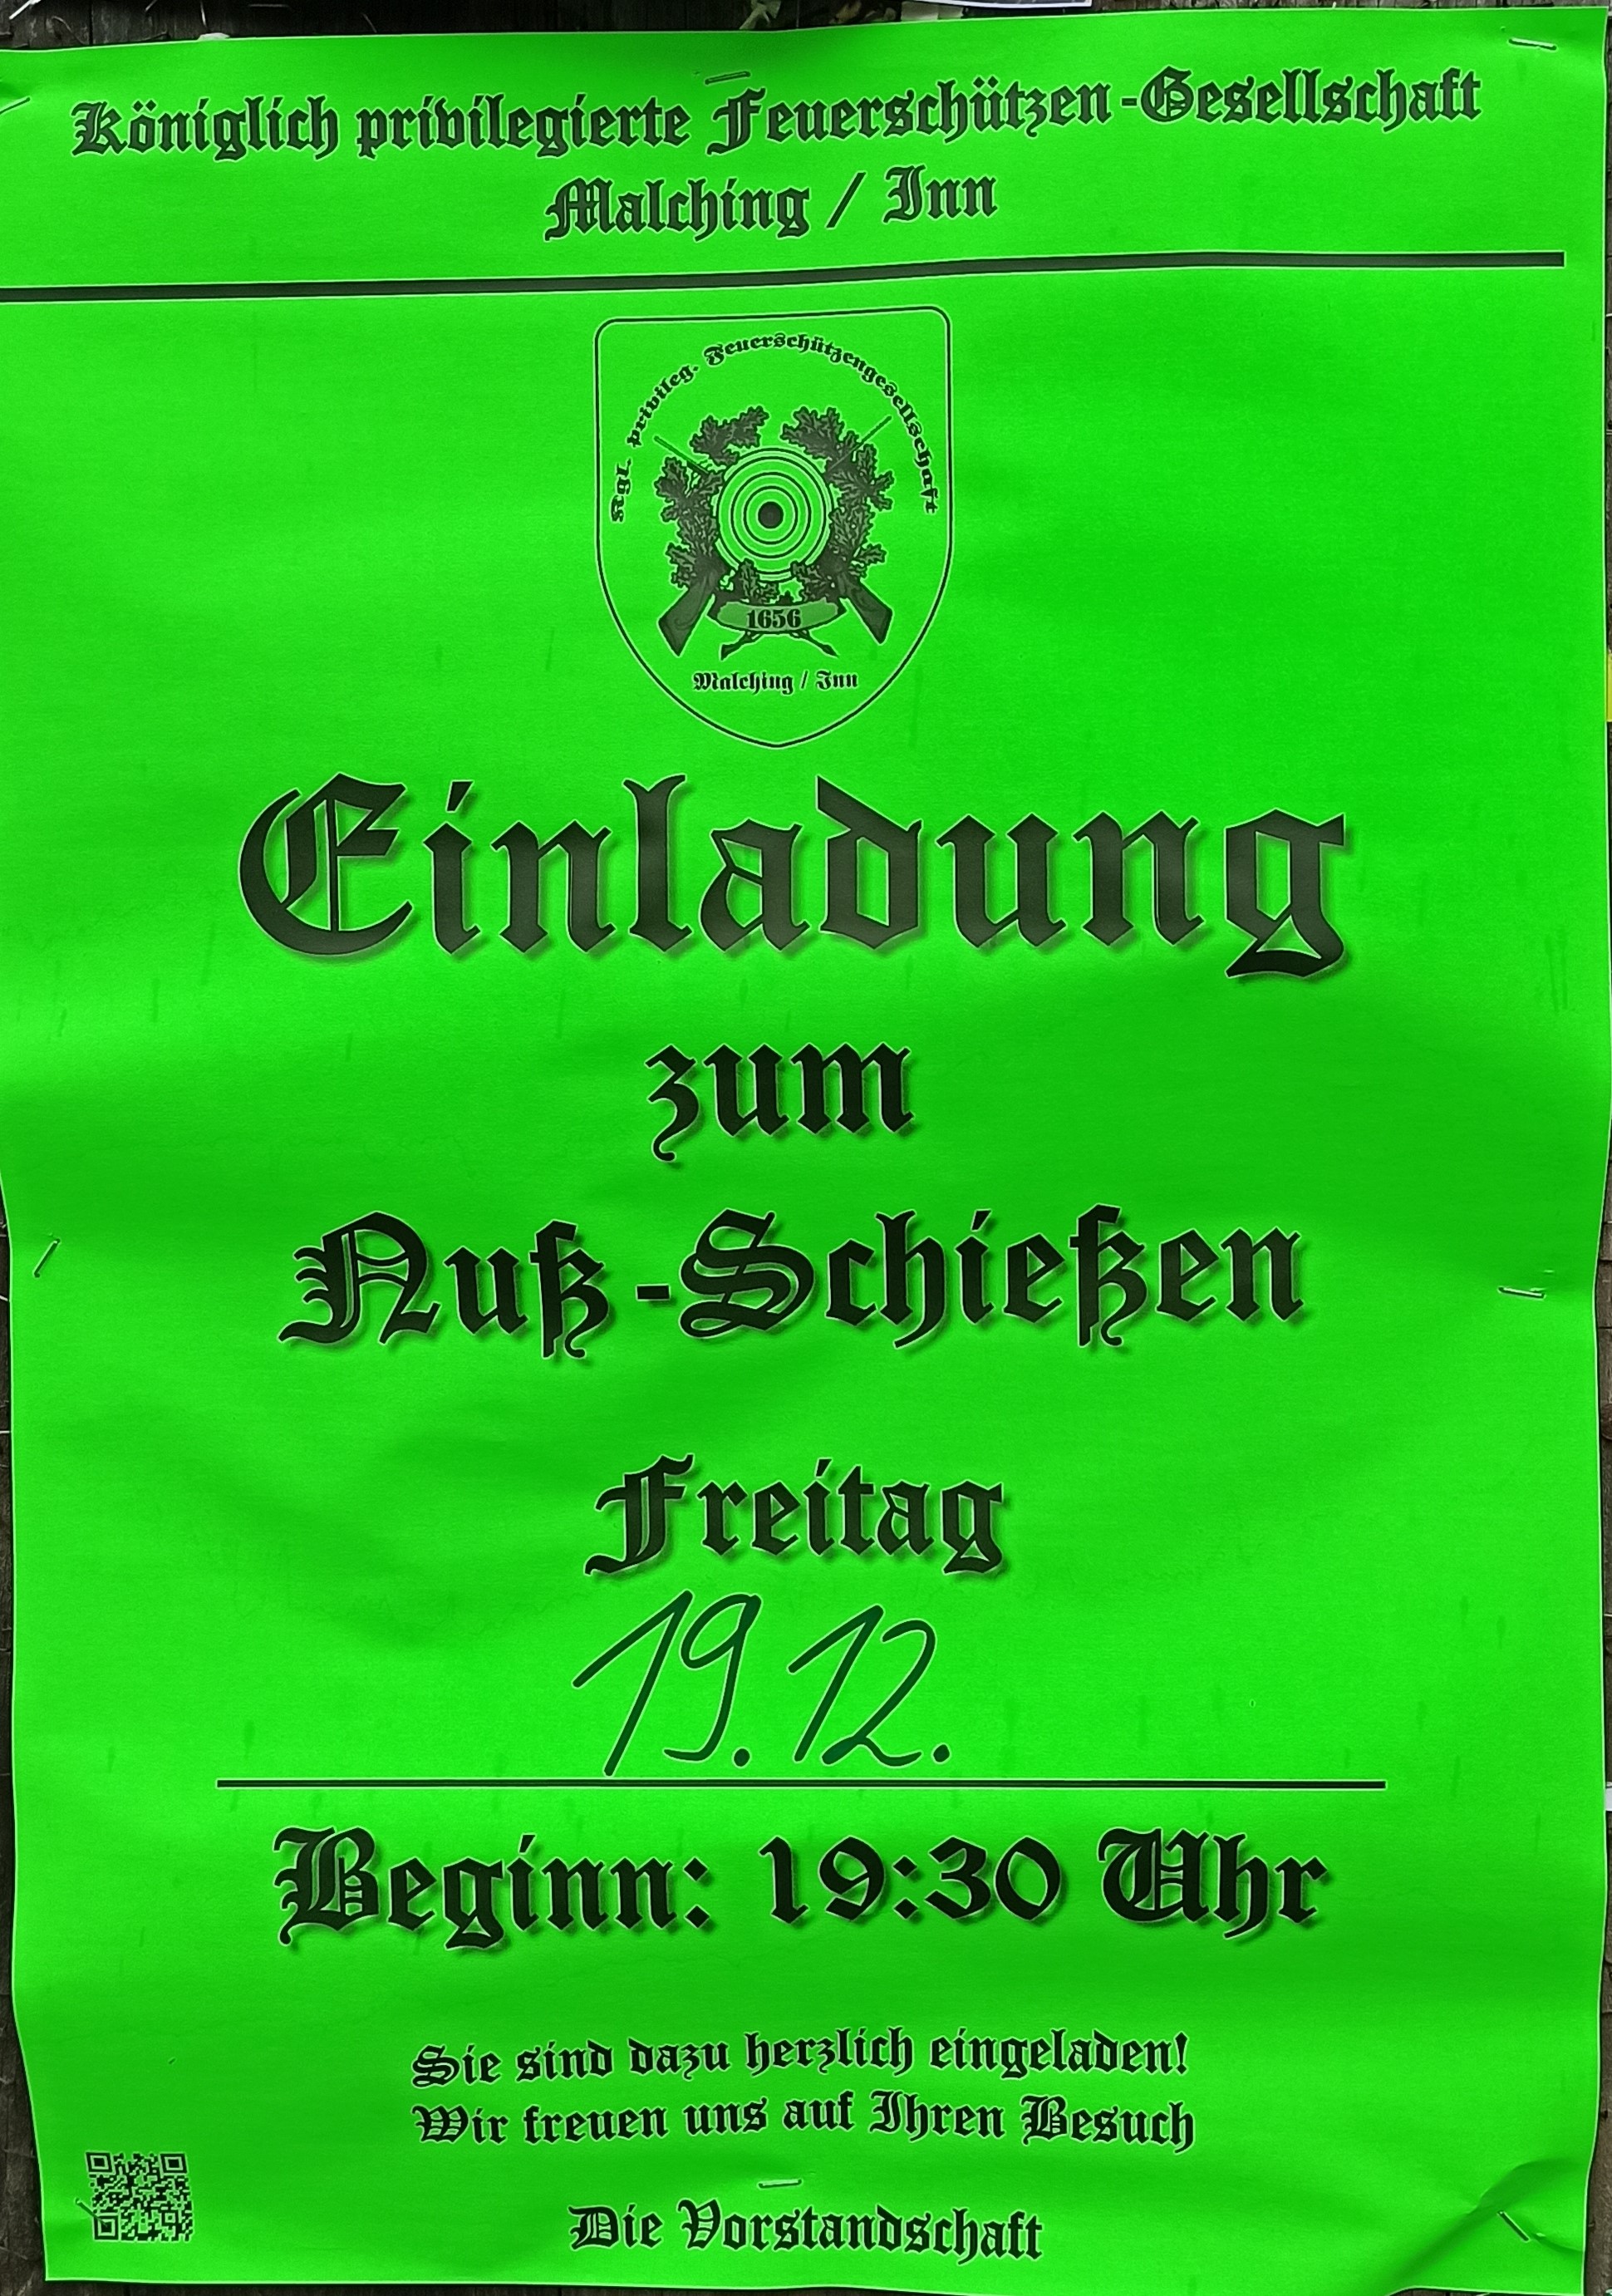 Königlich privilegierte Feuerschützen-Gesellschaft
Malching / Inn
Kgl. privileg. Feuerschützengesellschaft
1656
Malching / Inn
Einladung
zum
Nuß-Schießen
Freitag
19.12.
Beginn: 19:30 Uhr
Sie sind dazu herzlich eingeladen!
Wir freuen uns auf Ihren Besuch
Die Vorstandschaft